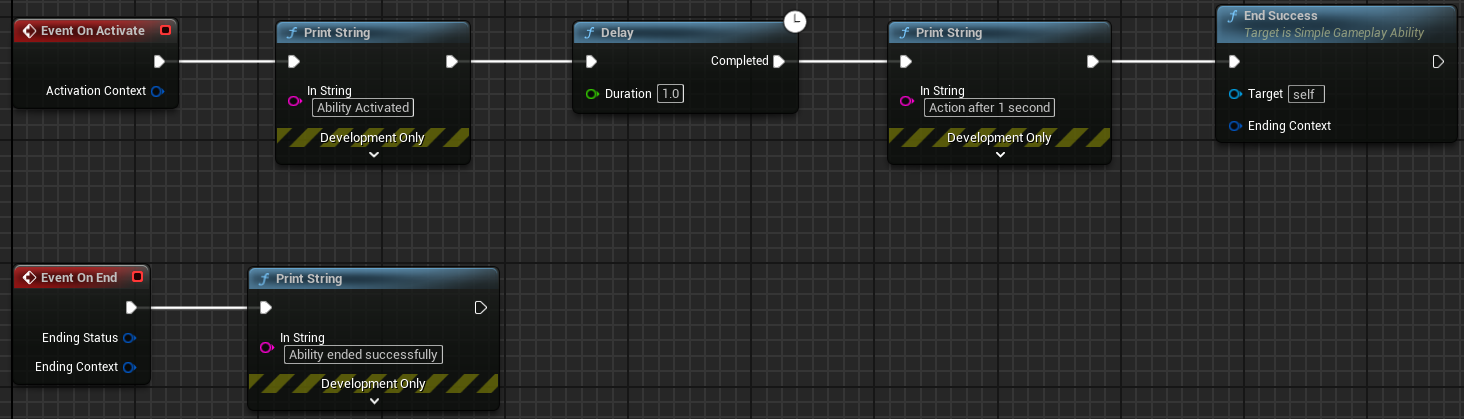 Event On Activate
Activation Context
Print String
In String
Ability Activated
Development Only
Delay
Completed
Duration 1.0
Print String
In String
Action after 1 second
Development Only
End Success
Target is Simple Gameplay Ability
Target self
Ending Context
Event On End
Ending Status
Ending Context
Print String
In String
Ability ended successfully
Development Only